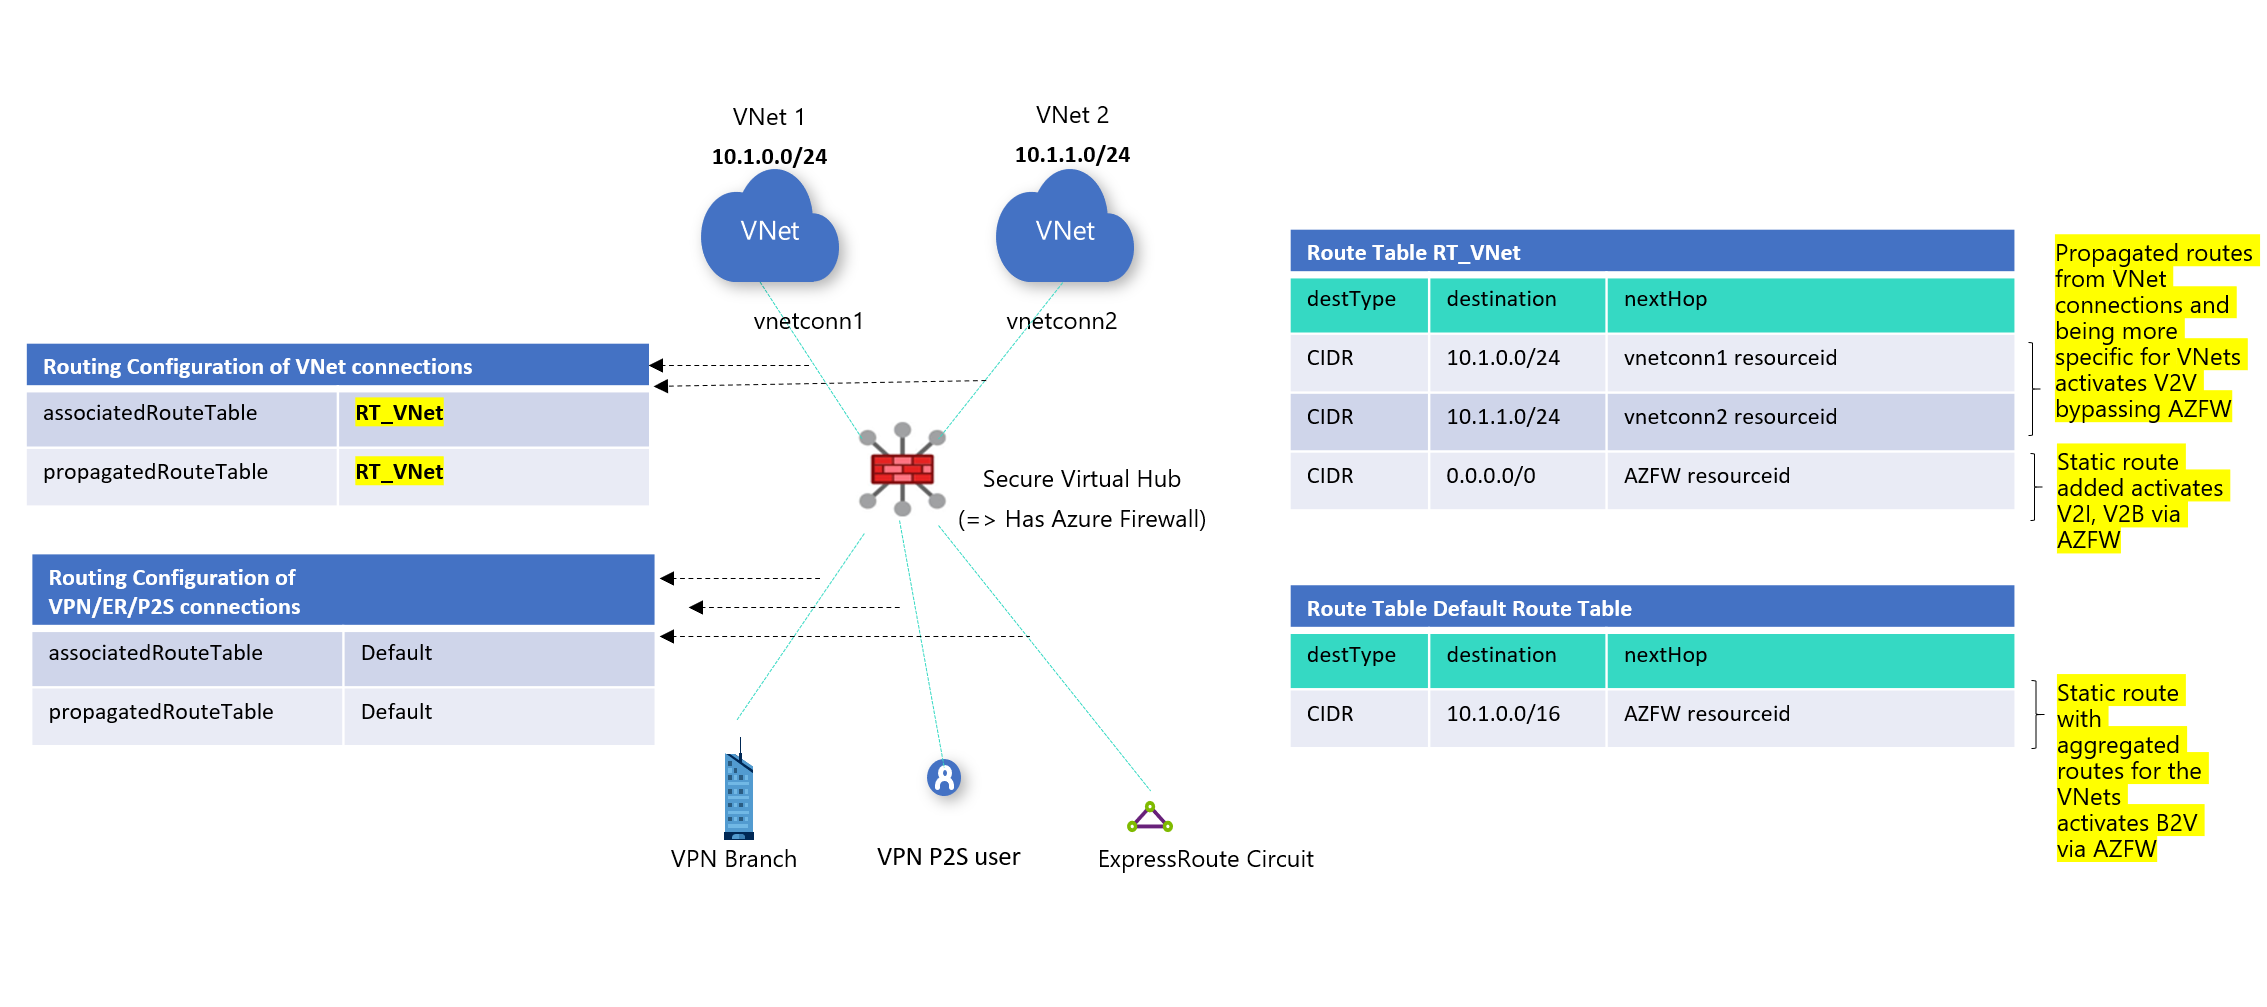 VNet 1
10.1.0.0/24
VNet
VNet 2
10.1.1.0/24
VNet
vnetconn1
vnetconn2
Routing Configuration of VNet connections
associatedRouteTable RT_VNet
propagatedRouteTable RT_VNet
Secure Virtual Hub
(=> Has Azure Firewall)
Routing Configuration of
VPN/ER/P2S connections
associatedRouteTable Default
propagatedRouteTable Default
VPN Branch
VPN P2S user
ExpressRoute Circuit
Route Table RT_VNet
destType destination nextHop
CIDR 10.1.0.0/24 vnetconn1 resourceid
CIDR 10.1.1.0/24 vnetconn2 resourceid
CIDR 0.0.0.0/0 AZFW resourceid
Propagated routes
from VNet
connections and
being more
specific for VNets
activates V2V
bypassing AZFW
Static route
added activates
V2I, V2B via
AZFW
Route Table Default Route Table
destType destination nextHop
CIDR 10.1.0.0/16 AZFW resourceid
Static route
with
aggregated
routes for the
VNets
activates B2V
via AZFW